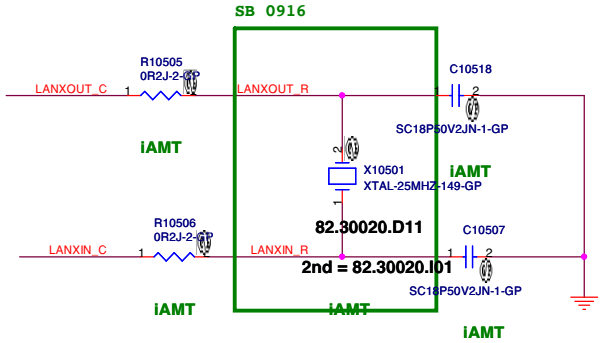 SB 0916
R10505
0R2J-2-GP
LANXOUT_C
1
LANXOUT_R
1
2
C10518
SC18P50V2JN-1-GP
iAMT
iAMT
2
X10501
XTAL-25MHZ-149-GP
1
82.30020.D11
R10506
0R2J-2-GP
LANXIN_C
1
LANXIN_R
C10507
1
2
2nd = 82.30020.I01
SC18P50V2JN-1-GP
iAMT
iAMT
iAMT